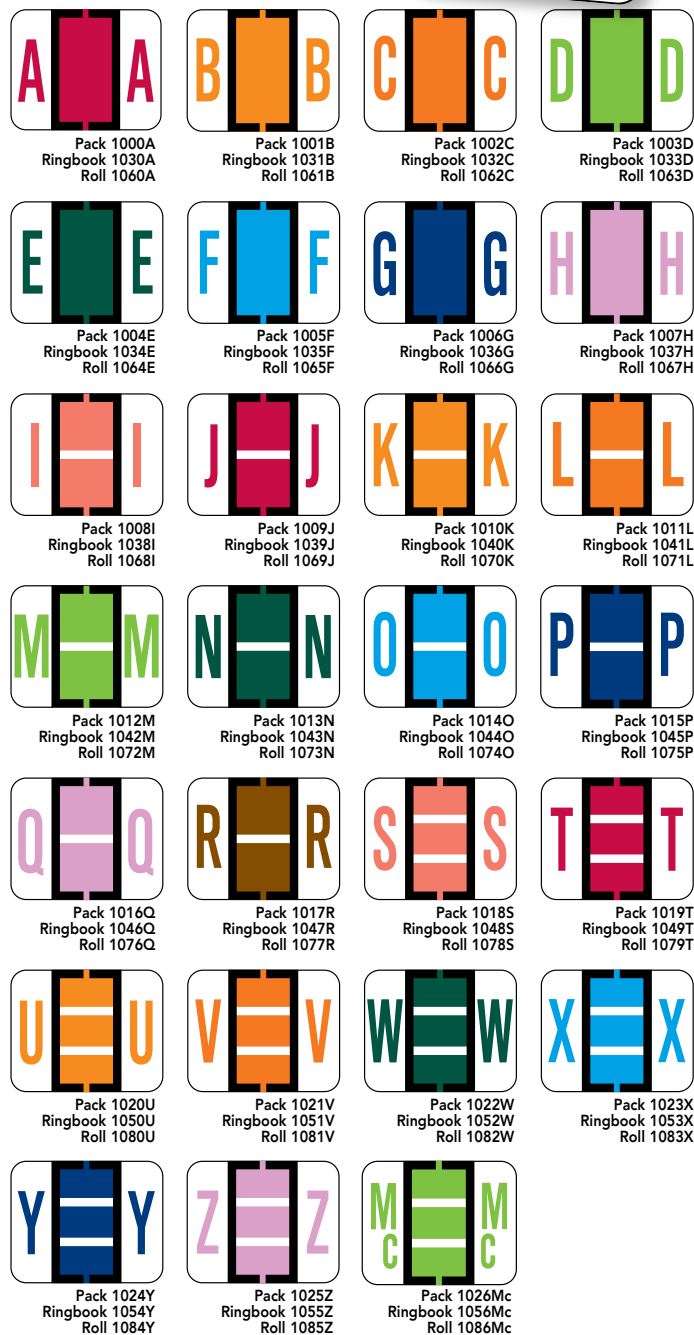 A A
Pack 1000A
Ringbook 1030A
Roll 1060A
B B
Pack 1001B
Ringbook 1031B
Roll 1061B
C C
Pack 1002C
Ringbook 1032C
Roll 1062C
D D
Pack 1003D
Ringbook 1033D
Roll 1063D
E E
Pack 1004E
Ringbook 1034E
Roll 1064E
F F
Pack 1005F
Ringbook 1035F
Roll 1065F
G G
Pack 1006G
Ringbook 1036G
Roll 1066G
H H
Pack 1007H
Ringbook 1037H
Roll 1067H
I I
Pack 1008I
Ringbook 1038I
Roll 1068I
J J
Pack 1009J
Ringbook 1039J
Roll 1069J
K K
Pack 1010K
Ringbook 1040K
Roll 1070K
L L
Pack 1011L
Ringbook 1041L
Roll 1071L
M M
Pack 1012M
Ringbook 1042M
Roll 1072M
N N
Pack 1013N
Ringbook 1043N
Roll 1073N
O O
Pack 1014O
Ringbook 1044O
Roll 1074O
P P
Pack 1015P
Ringbook 1045P
Roll 1075P
Q Q
Pack 1016Q
Ringbook 1046Q
Roll 1076Q
R R
Pack 1017R
Ringbook 1047R
Roll 1077R
S S
Pack 1018S
Ringbook 1048S
Roll 1078S
T T
Pack 1019T
Ringbook 1049T
Roll 1079T
U U
Pack 1020U
Ringbook 1050U
Roll 1080U
V V
Pack 1021V
Ringbook 1051V
Roll 1081V
W W
Pack 1022W
Ringbook 1052W
Roll 1082W
X X
Pack 1023X
Ringbook 1053X
Roll 1083X
Y Y
Pack 1024Y
Ringbook 1054Y
Roll 1084Y
Z Z
Pack 1025Z
Ringbook 1055Z
Roll 1085Z
M M
C C
Pack 1026Mc
Ringbook 1056Mc
Roll 1086Mc